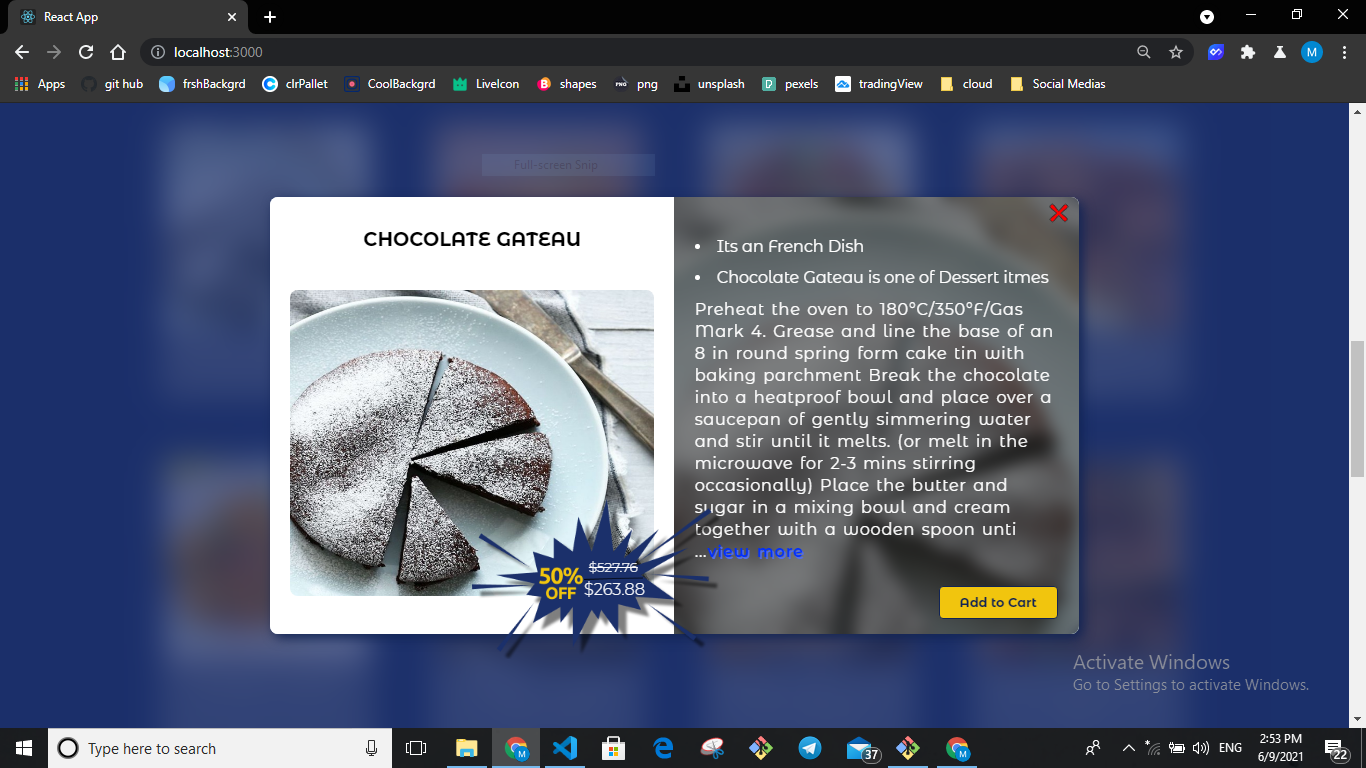 React App
localhost:3000
Apps git hub frshBackgrd clrPallet CoolBackgrd LiveIcon shapes png unsplash pexels tradingView cloud Social Medias
Full-screen Snip
CHOCOLATE GATEAU
50%
OFF
$527.76
$263.88
Its an French Dish
Chocolate Gateau is one of Dessert itmes
Preheat the oven to 180°C/350°F/Gas
Mark 4. Grease and line the base of an
8 in round spring form cake tin with
baking parchment Break the chocolate
into a heatproof bowl and place over a
saucepan of gently simmering water
and stir until it melts. (or melt in the
microwave for 2-3 mins stirring
occasionally) Place the butter and
sugar in a mixing bowl and cream
together with a wooden spoon unti
...view more
Add to Cart
Activate Windows
Go to Settings to activate Windows.
Type here to search
37
ENG
2:53 PM
6/9/2021
22